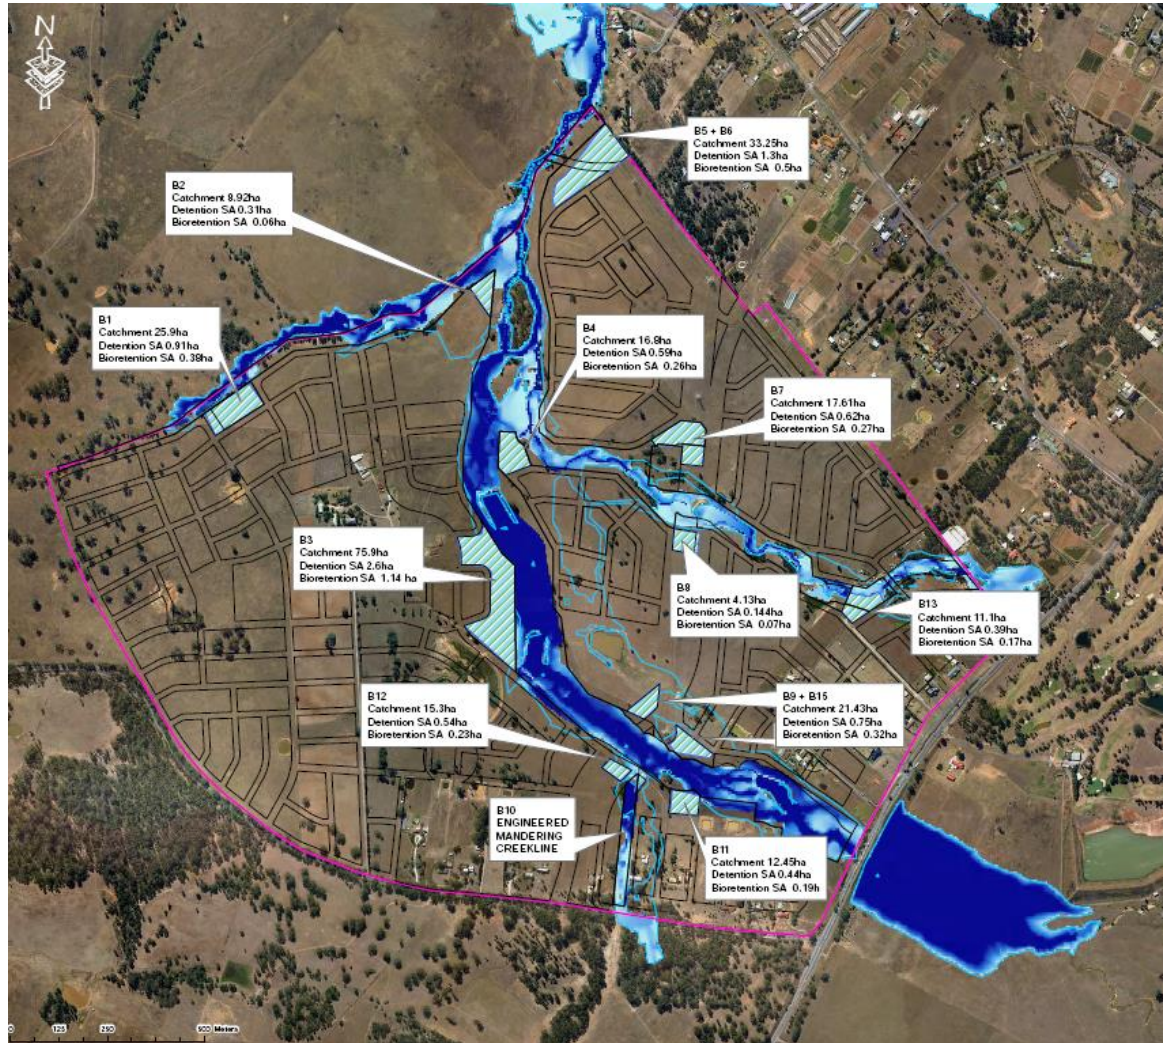 N
B5 + B6
Catchment 33.25ha
Detention SA 1.3ha
Bioretention SA 0.5ha
B2
Catchment 8.92ha
Detention SA 0.31ha
Bioretention SA 0.06ha
B1
Catchment 25.9ha
Detention SA 0.91ha
Bioretention SA 0.38ha
B4
Catchment 16.8ha
Detention SA 0.59ha
Bioretention SA 0.26ha
B7
Catchment 17.61ha
Detention SA 0.62ha
Bioretention SA 0.27ha
B3
Catchment 75.9ha
Detention SA 2.6ha
Bioretention SA 1.14 ha
B8
Catchment 4.13ha
Detention SA 0.144ha
Bioretention SA 0.07ha
B13
Catchment 11.1ha
Detention SA 0.39ha
Bioretention SA 0.17ha
B12
Catchment 15.3ha
Detention SA 0.54ha
Bioretention SA 0.23ha
B9 + B15
Catchment 21.43ha
Detention SA 0.75ha
Bioretention SA 0.32ha
B10
ENGINEERED
MANDERING
CREEKLINE
B11
Catchment 12.45ha
Detention SA 0.44ha
Bioretention SA 0.19h
0 125 250 500 Meters